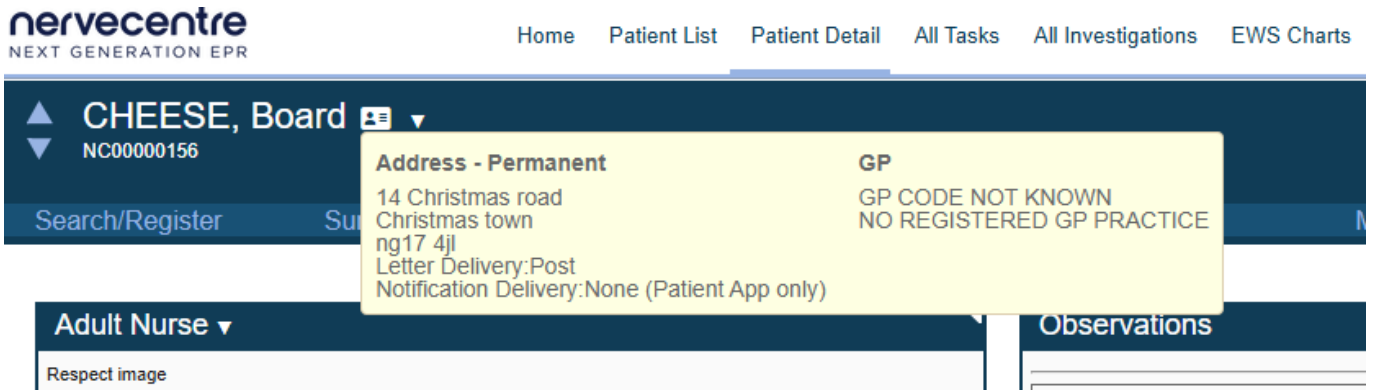 nervecentre
NEXT GENERATION EPR
Home Patient List Patient Detail All Tasks All Investigations EWS Charts
CHEESE, Board
NC00000156
Address - Permanent
14 Christmas road
Christmas town
ng17 4jl
Letter Delivery:Post
Notification Delivery:None (Patient App only)
GP
GP CODE NOT KNOWN
NO REGISTERED GP PRACTICE
Search/Register
Adult Nurse
Observations
Respect image